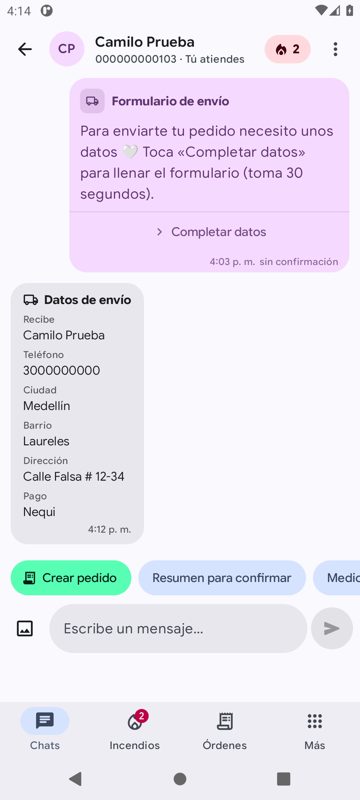 4:14
CP
Camilo Prueba
000000000103 · Tú atiendes
2
Formulario de envío
Para enviarte tu pedido necesito unos
datos 🤍 Toca «Completar datos»
para llenar el formulario (toma 30
segundos).
Completar datos
4:03 p. m. sin confirmación
Datos de envío
Recibe
Camilo Prueba
Teléfono
3000000000
Ciudad
Medellín
Barrio
Laureles
Dirección
Calle Falsa # 12-34
Pago
Nequi
4:12 p. m.
Crear pedido
Resumen para confirmar
Medio
Escribe un mensaje...
2
Chats
Incendios
Órdenes
Más